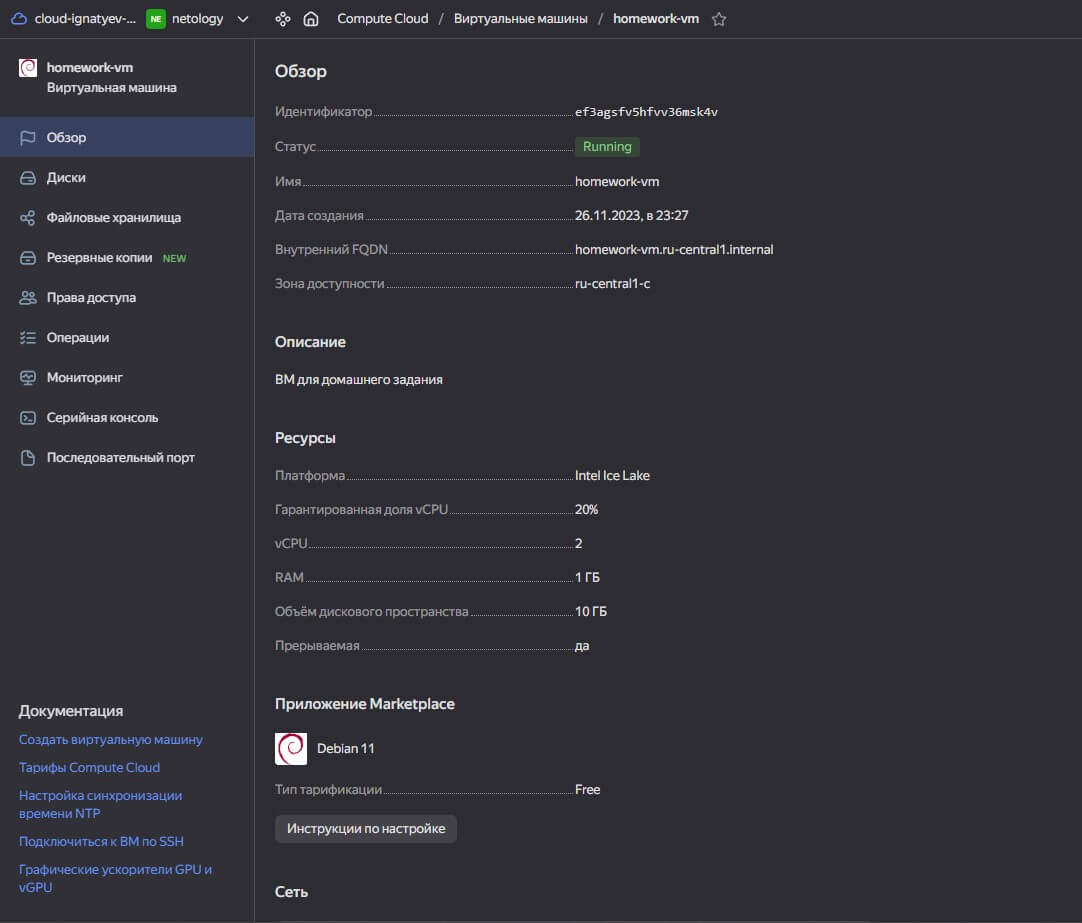 cloud-ignatyev-... NE netology Compute Cloud / Виртуальные машины / homework-vm
homework-vm
Виртуальная машина
Обзор
Диски
Файловые хранилища
Резервные копии NEW
Права доступа
Операции
Мониторинг
Серийная консоль
Последовательный порт
Документация
Создать виртуальную машину
Тарифы Compute Cloud
Настройка синхронизации
времени NTP
Подключиться к ВМ по SSH
Графические ускорители GPU и
vGPU
Обзор
Идентификатор ef3agsfv5hfvv36msk4v
Статус Running
Имя homework-vm
Дата создания 26.11.2023, в 23:27
Внутренний FQDN homework-vm.ru-central1.internal
Зона доступности ru-central1-c
Описание
ВМ для домашнего задания
Ресурсы
Платформа Intel Ice Lake
Гарантированная доля vCPU 20%
vCPU 2
RAM 1 ГБ
Объём дискового пространства 10 ГБ
Прерываемая да
Приложение Marketplace
Debian 11
Тип тарификации Free
Инструкции по настройке
Сеть